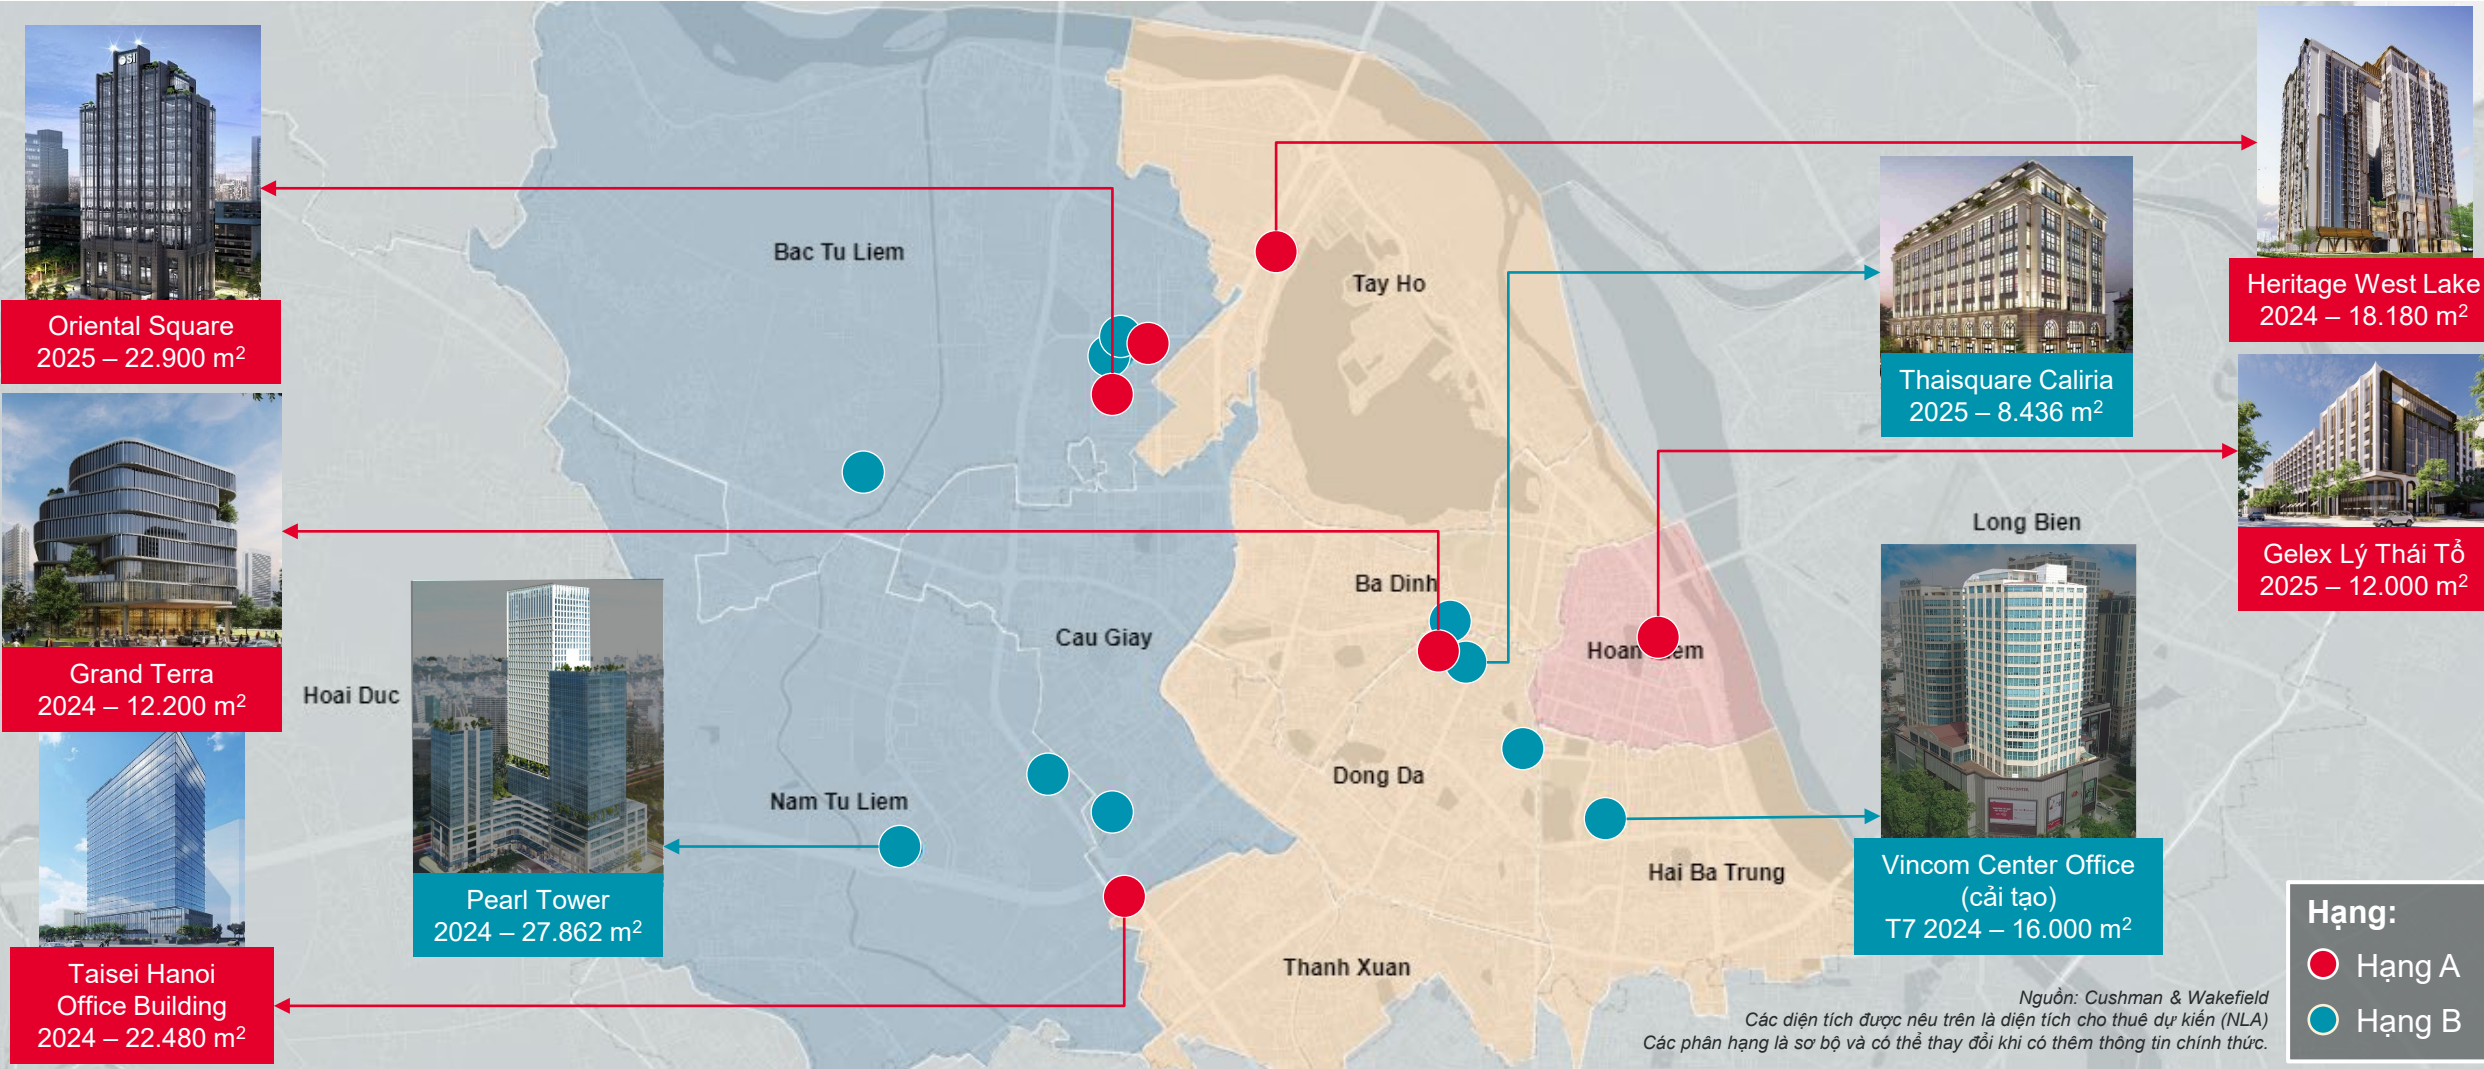 OSI
Oriental Square
2025 – 22.900 m²
Grand Terra
2024 – 12.200 m²
Taisei Hanoi
Office Building
2024 – 22.480 m²
Hoai Duc
Pearl Tower
2024 – 27.862 m²
Bac Tu Liem
Tay Ho
Ba Dinh
Cau Giay
Hoan
em
Dong Da
Nam Tu Liem
Hai Ba Trung
Thanh Xuan
Long Bien
Thaisquare Caliria
2025 – 8.436 m²
Vincom Center Office
(cải tạo)
T7 2024 – 16.000 m²
Heritage West Lake
2024 – 18.180 m²
Gelex Lý Thái Tổ
2025 – 12.000 m²
Hạng:
Hạng A
Hạng B
Nguồn: Cushman & Wakefield
Các diện tích được nêu trên là diện tích cho thuê dự kiến (NLA)
Các phân hạng là sơ bộ và có thể thay đổi khi có thêm thông tin chính thức.